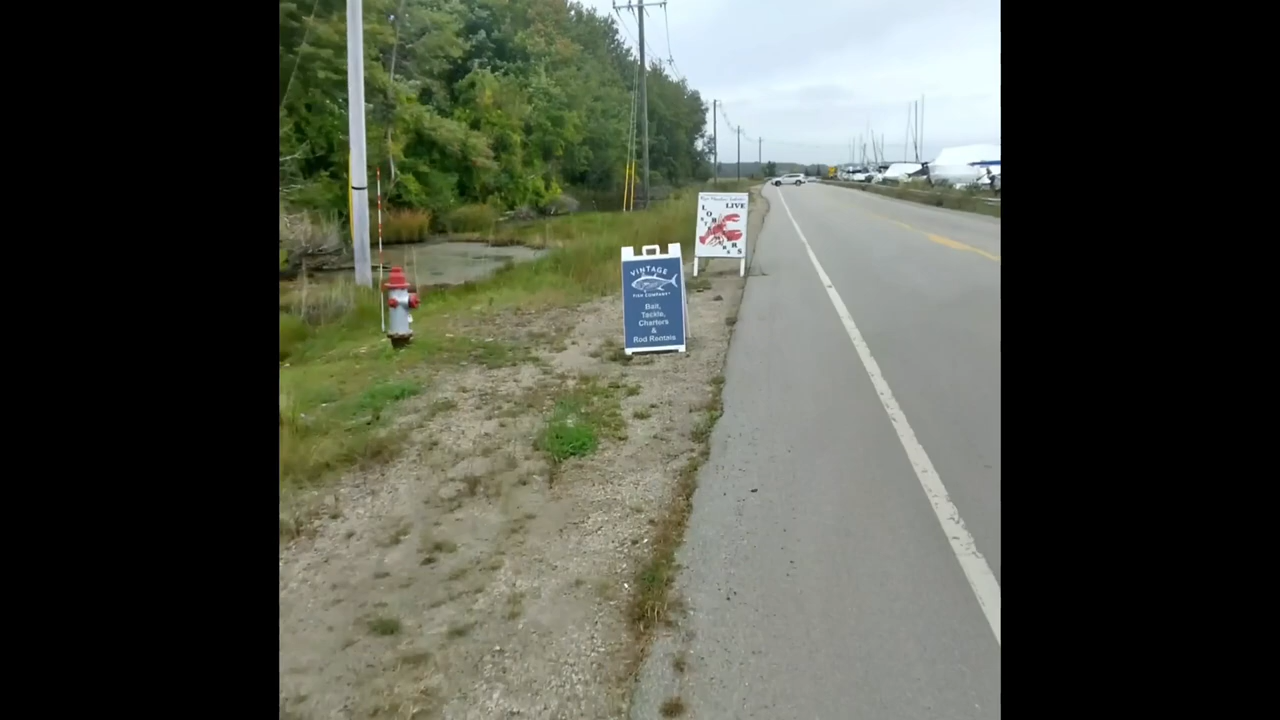 LIVE
LOBSTERS
VINTAGE
FISH COMPANY
Bait,
Tackle,
Charters
&
Rod Rentals